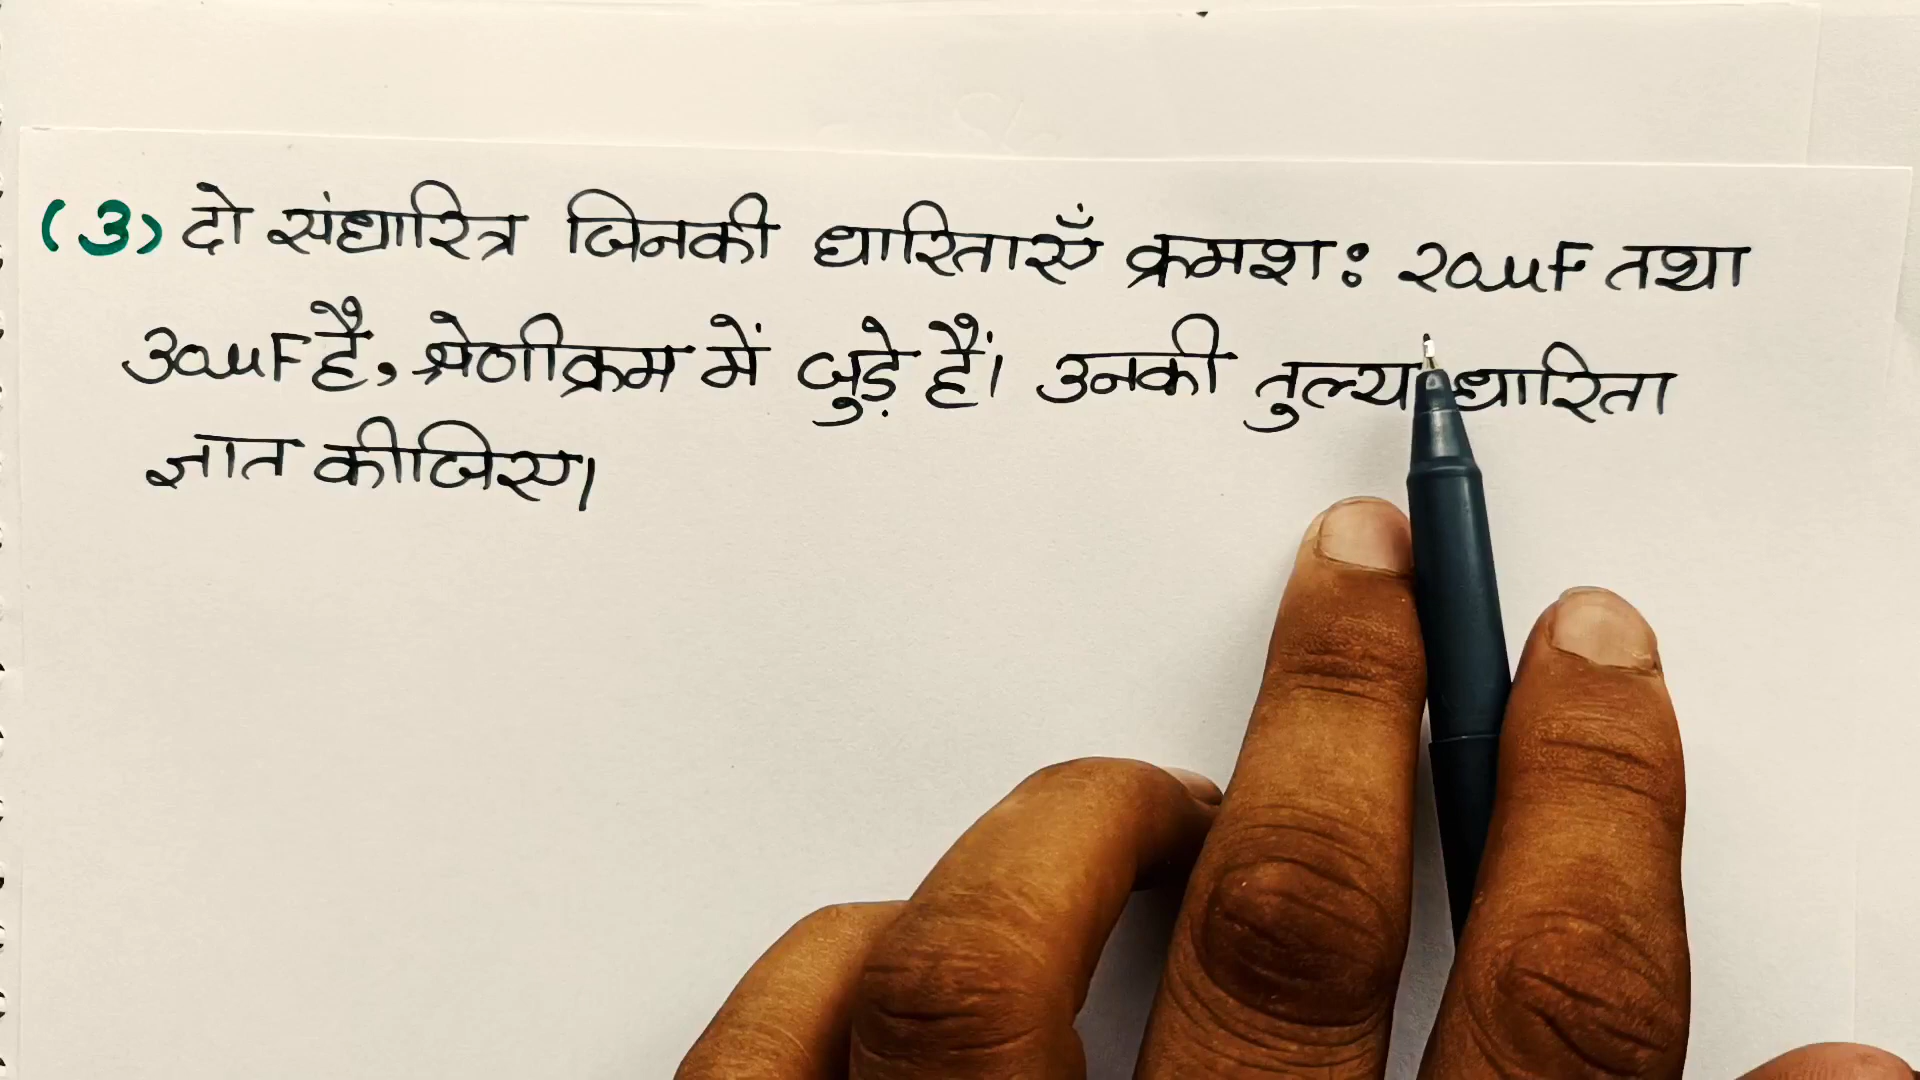 (3) दो संधारित्र जिनकी धारिताएँ क्रमशः 20μF तथा
30μF है, श्रेणीक्रम में जुड़े हैं। उनकी तुल्य धारिता
ज्ञात कीजिए।